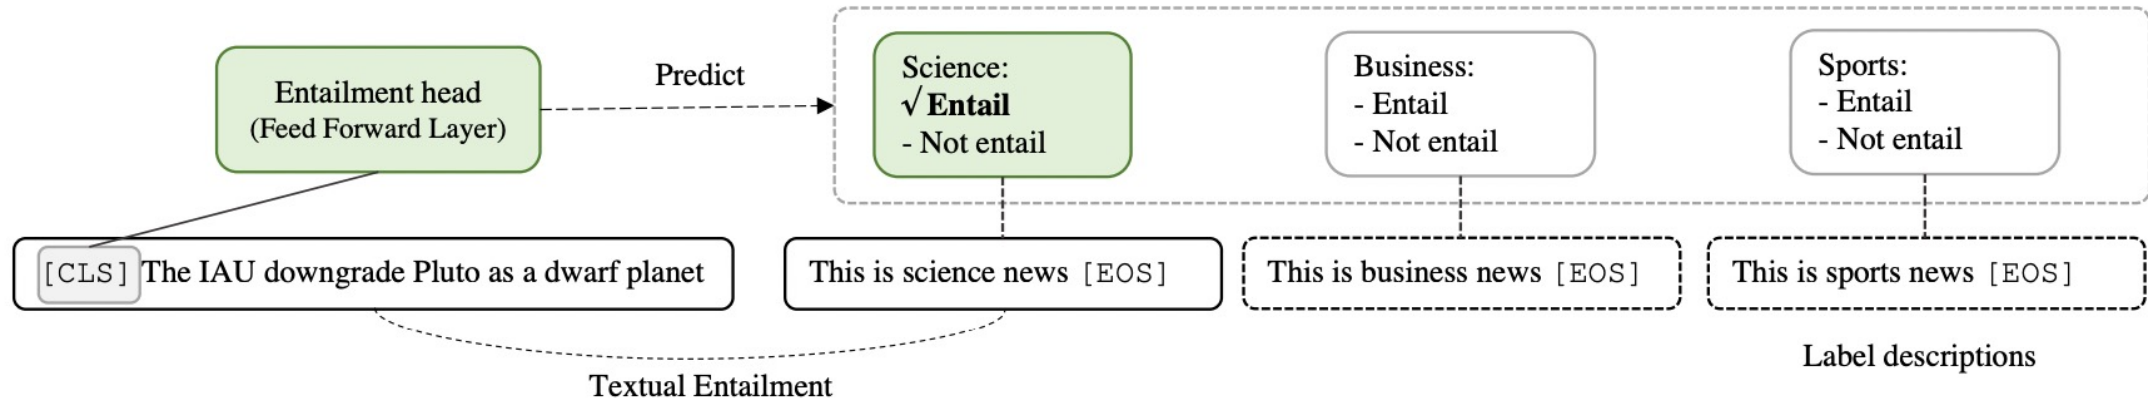 Entailment head
(Feed Forward Layer)
Predict
Science:
√ Entail
- Not entail
Business:
- Entail
- Not entail
Sports:
- Entail
- Not entail
[CLS] The IAU downgrade Pluto as a dwarf planet
This is science news [EOS]
This is business news [EOS]
This is sports news [EOS]
Textual Entailment
Label descriptions